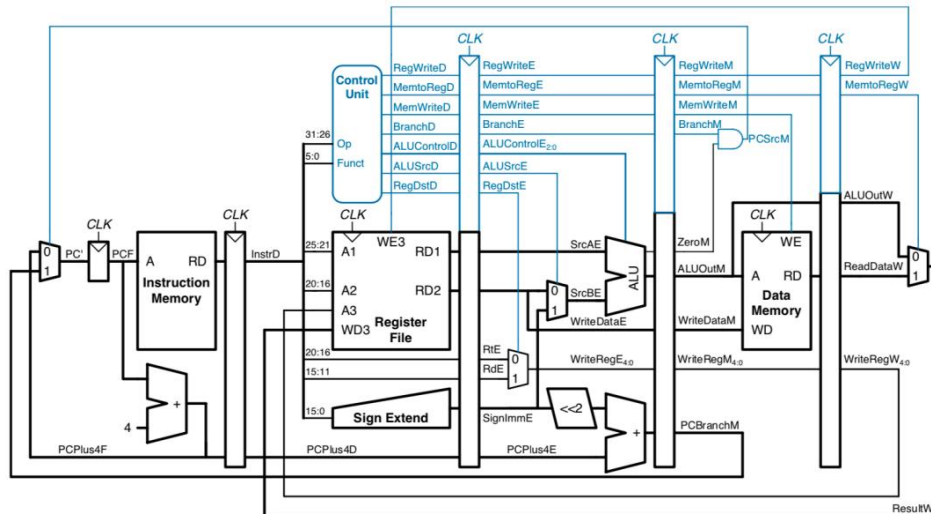 CLK CLK CLK
Control Unit
RegWriteD RegWriteE RegWriteM RegWriteW
MemtoRegD MemtoRegE MemtoRegM MemtoRegW
MemWriteD MemWriteE MemWriteM
BranchD BranchE BranchM
PCSrcM
31:26 Op
ALUControlD ALUControlE2:0
5:0 Funct
ALUSrcD ALUSrcE
RegDstD RegDstE
ALUOutW
CLK CLK CLK CLK
0 1
PC'
PCF
A RD
Instruction Memory
InstrD
25:21 A1 WE3 RD1
SrcAE
ALU
ZeroM
WE
0 1
20:16 A2 RD2
0 1
SrcBE
ALUOutM
A RD
ReadDataW
A3
Register File
Data Memory
WD3
WriteDataE WriteDataM
WD
20:16 RtE
0 1
15:11 RdE
WriteRegE4:0 WriteRegM4:0 WriteRegW4:0
+
4
15:0 Sign Extend
SignImmE
<<2
+
PCBranchM
PCPlus4F PCPlus4D PCPlus4E
ResultW